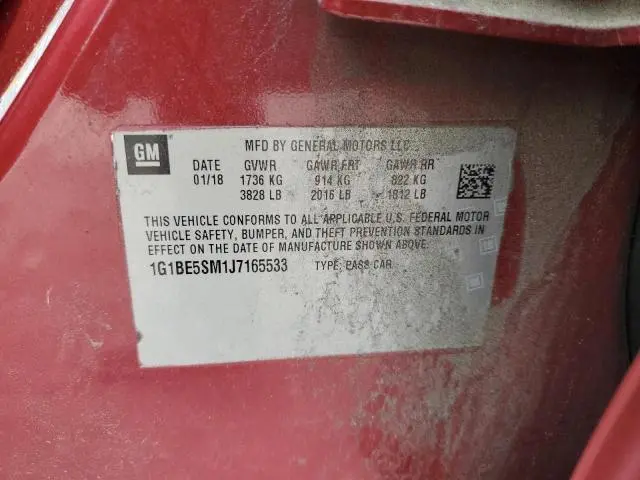 GM
MFD BY GENERAL MOTORS LLC
DATE GVWR GAWR FRT GAWR RR
01/18 1736 KG 914 KG 822 KG
3828 LB 2016 LB 1812 LB
THIS VEHICLE CONFORMS TO ALL APPLICABLE U.S. FEDERAL MOTOR
VEHICLE SAFETY, BUMPER, AND THEFT PREVENTION STANDARDS IN
EFFECT ON THE DATE OF MANUFACTURE SHOWN ABOVE.
1G1BE5SM1J7165533 TYPE: PASS CAR